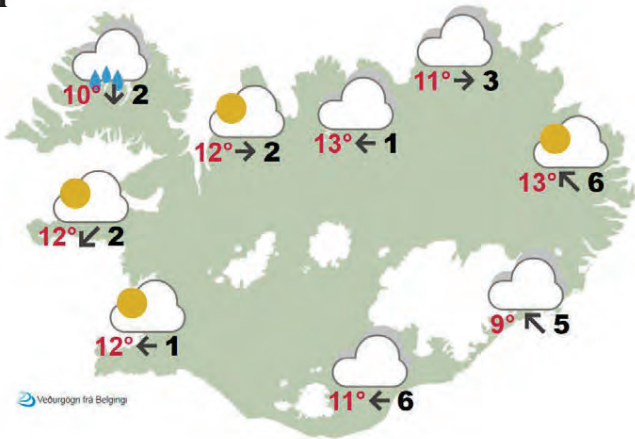 10° ↓ 2
11° → 3
12° → 2
13° ← 1
13° ↖ 6
12° ↙ 2
9° ↖ 5
12° ← 1
11° ← 6
Veðurgögn frá Belgingi